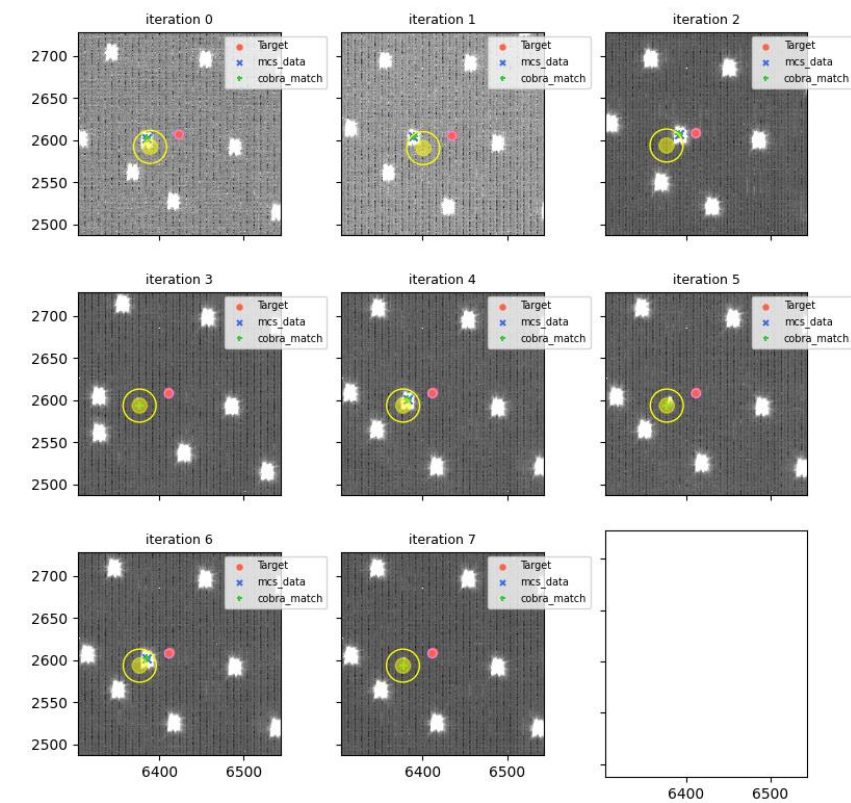 iteration 0
iteration 1
iteration 2
Target
mcs_data
cobra_match
Target
mcs_data
cobra_match
Target
mcs_data
cobra_match
2700
2650
2600
2550
2500
iteration 3
iteration 4
iteration 5
Target
mcs_data
cobra_match
Target
mcs_data
cobra_match
Target
mcs_data
cobra_match
2700
2650
2600
2550
2500
iteration 6
iteration 7
Target
mcs_data
cobra_match
Target
mcs_data
cobra_match
2700
2650
2600
2550
2500
6400 6500
6400 6500
6400 6500